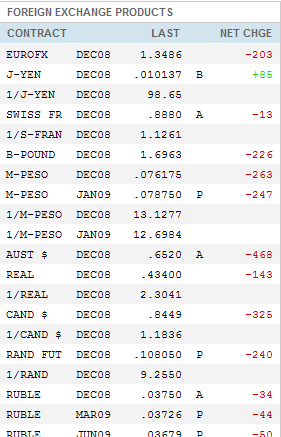 FOREIGN EXCHANGE PRODUCTS
CONTRACT LAST NET CHGE
EUROFX DEC08 1.3486 -203
J-YEN DEC08 .010137 B +85
1/J-YEN DEC08 98.65
SWISS FR DEC08 .8880 A -13
1/S-FRAN DEC08 1.1261
B-POUND DEC08 1.6963 -226
M-PESO DEC08 .076175 -263
M-PESO JAN09 .078750 P -247
1/M-PESO DEC08 13.1277
1/M-PESO JAN09 12.6984
AUST $ DEC08 .6520 A -468
REAL DEC08 .43400 -143
1/REAL DEC08 2.3041
CAND $ DEC08 .8449 -325
1/CAND $ DEC08 1.1836
RAND FUT DEC08 .108050 P -240
1/RAND DEC08 9.2550
RUBLE DEC08 .03750 A -34
RUBLE MAR09 .03726 P -44
RUBLE JUN09 .03679 P -50